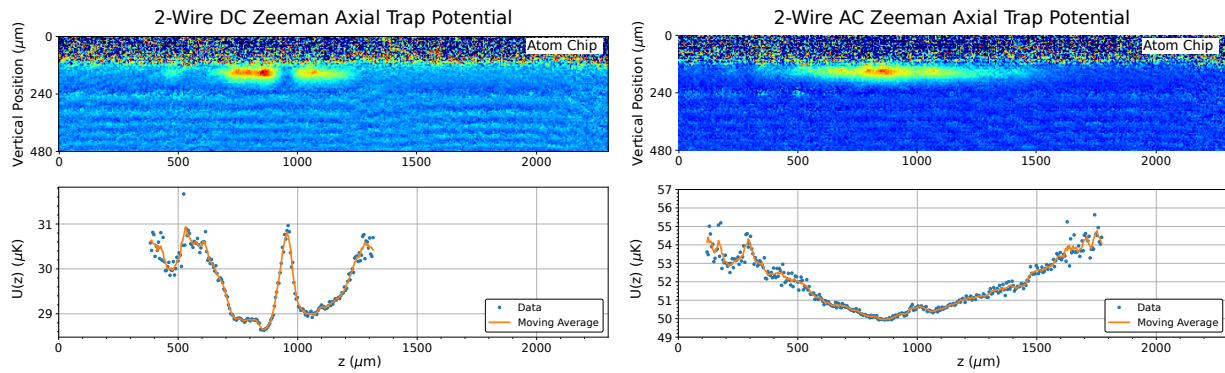 2-Wire DC Zeeman Axial Trap Potential
Vertical Position (μm)
0
240
480
Atom Chip
0 500 1000 1500 2000
U(z) (μK)
31
30
29
Data
Moving Average
0 500 1000 1500 2000
z (μm)
2-Wire AC Zeeman Axial Trap Potential
Vertical Position (μm)
0
240
480
Atom Chip
0 500 1000 1500 2000
U(z) (μK)
57
56
55
54
53
52
51
50
49
Data
Moving Average
0 500 1000 1500 2000
z (μm)